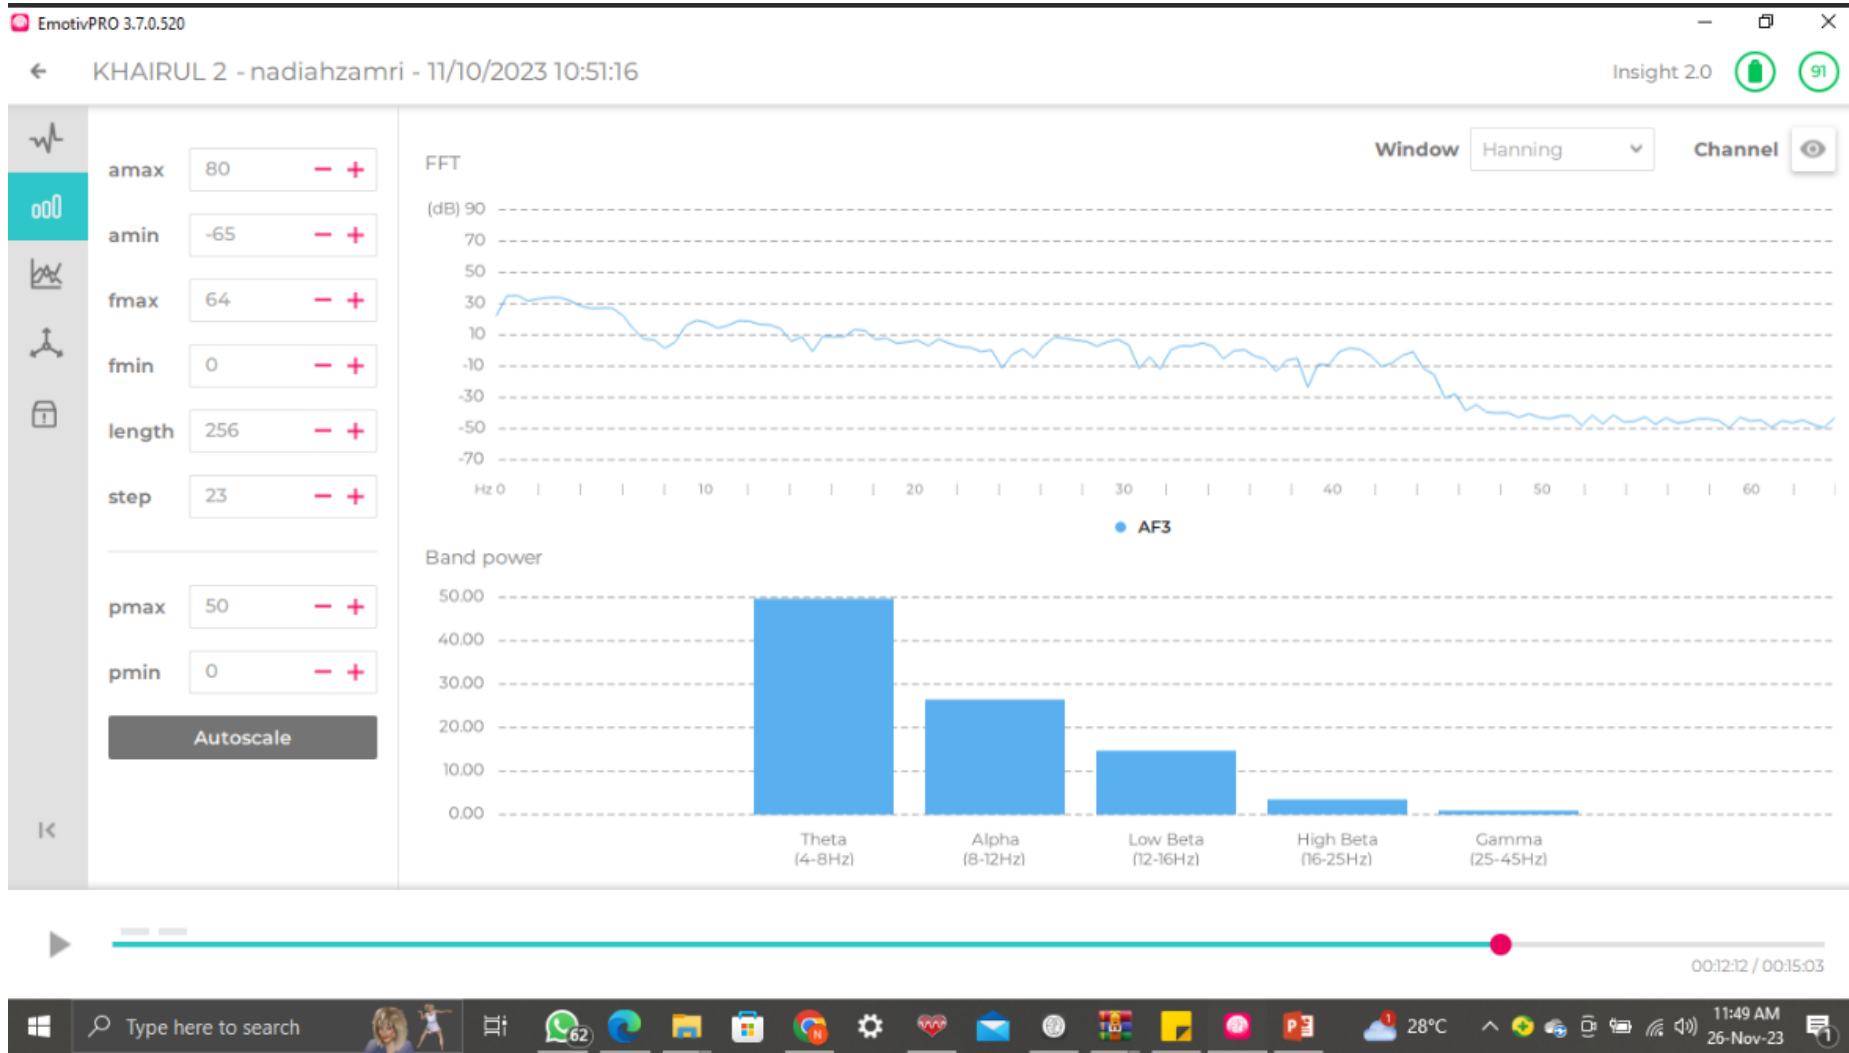 EmotivPRO 3.7.0.520
KHAIRUL 2 - nadiahzamri - 11/10/2023 10:51:16
Insight 2.0
91
amax 80
amin -65
fmax 64
fmin 0
length 256
step 23
pmax 50
pmin 0
Autoscale
FFT
Window Hanning
Channel
(dB) 90
70
50
30
10
-10
-30
-50
-70
Hz 0 10 20 30 40 50 60
AF3
Band power
50.00
40.00
30.00
20.00
10.00
0.00
Theta Alpha Low Beta High Beta Gamma
(4-8Hz) (8-12Hz) (12-16Hz) (16-25Hz) (25-45Hz)
00:12:12 / 00:15:03
Type here to search
62
1
28°C
11:49 AM
26-Nov-23
1